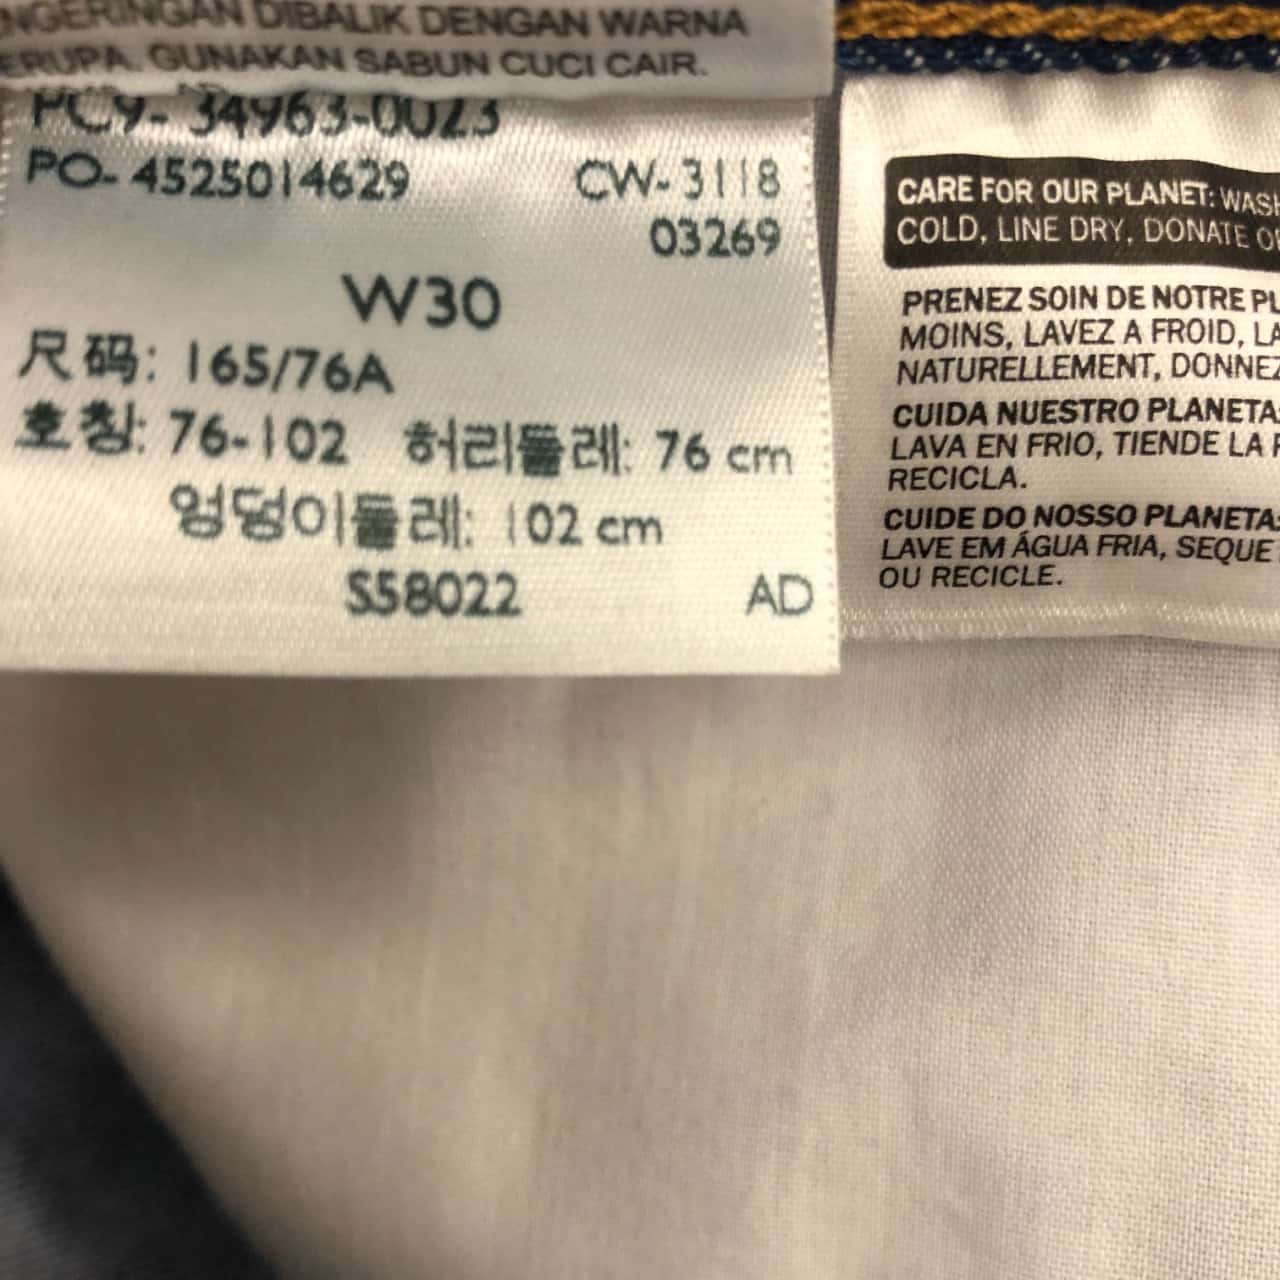 DIBALIK DENGAN WARNA
GUNAKAN SABUN CUCI CAIR.
PC9- 34963-0023
PO- 4525014629 CW- 3118
03269
W30
尺码: 165/76A
호칭: 76-102 허리둘레: 76 cm
엉덩이둘레: 102 cm
S58022 AD
CARE FOR OUR PLANET: WASH
COLD, LINE DRY, DONATE
PRENEZ SOIN DE NOTRE
MOINS, LAVEZ A FROID,
NATURELLEMENT, DONNEZ
CUIDA NUESTRO PLANETA:
LAVA EN FRIO, TIENDE LA
RECICLA.
CUIDE DO NOSSO PLANETA:
LAVE EM ÁGUA FRIA, SEQUE
OU RECICLE.